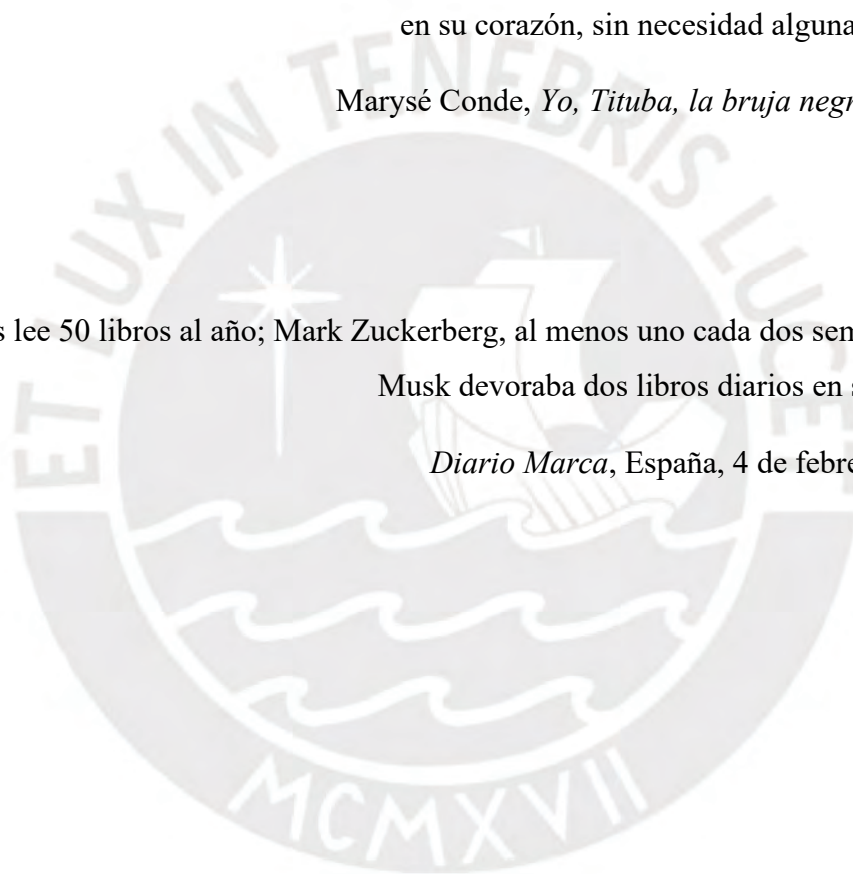 en su corazón, sin necesidad alguna
Marysé Conde, Yo, Tituba, la bruja
lee 50 libros al año; Mark Zuckerberg, al menos uno cada dos
Musk devoraba dos libros diarios en
Diario Marca, España, 4 de
ET LUX IN TENEBRIS LUCET
MCMXVII